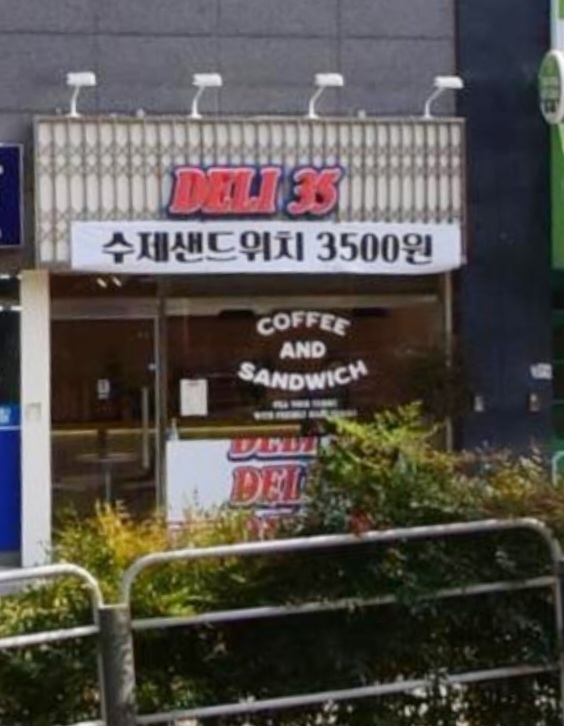 DELI 35
수제샌드위치 3500원
COFFEE
AND
SANDWICH
DELI
DELI